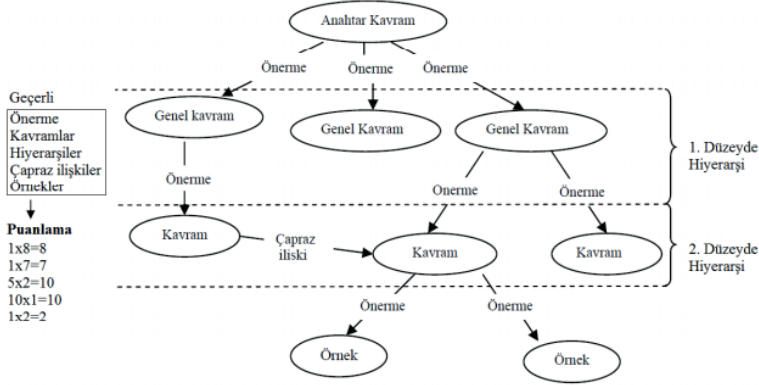 Anahtar Kavram
Önerme
Önerme
Önerme
Geçerli
Önerme
Kavramlar
Hiyerarşiler
Çapraz ilişkiler
Örnekler
Puanlama
1x8=8
1x7=7
5x2=10
10x1=10
1x2=2
Genel kavram
Genel Kavram
Genel Kavram
1. Düzeyde
Hiyerarşi
Önerme
Onerme
Önerme
Kavram
Çapraz
iliski
Kavram
Kavram
2. Düzeyde
Hiyerarşi
Önerme
Önerme
Örnek
Örnek